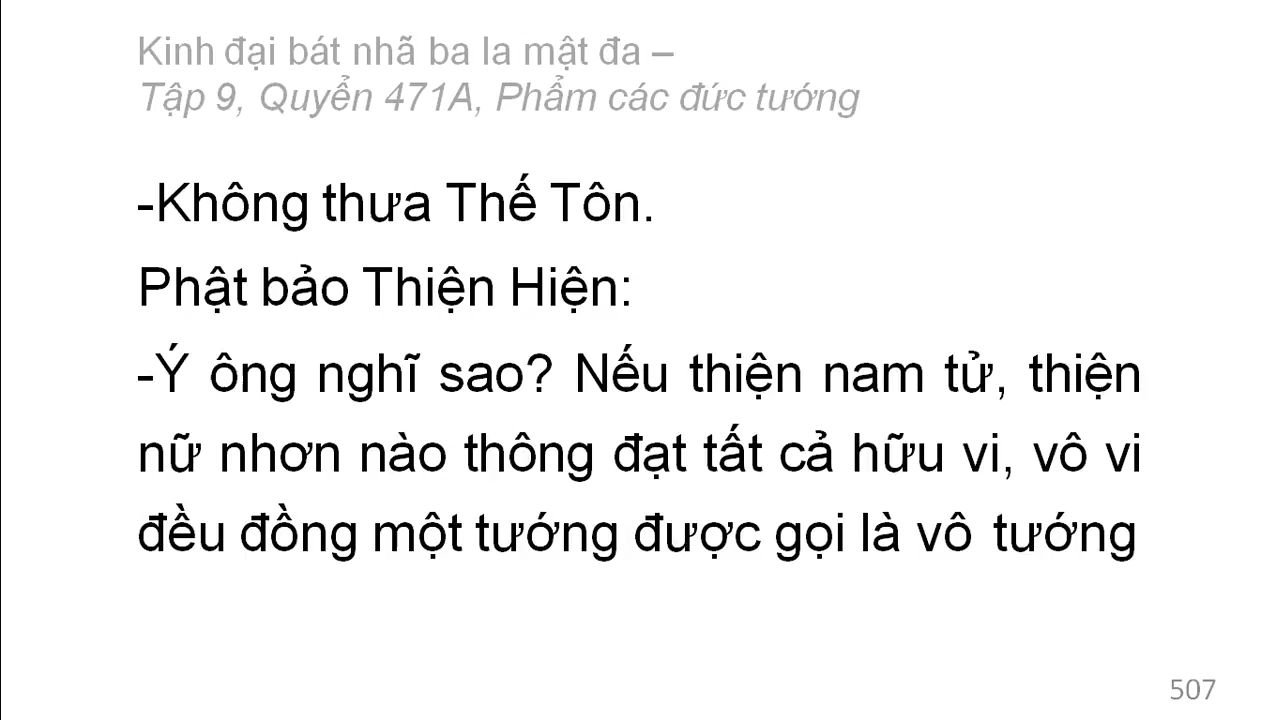 Kinh đại bát nhã ba la mật đa –
Tập 9, Quyển 471A, Phẩm các đức tướng
-Không thưa Thế Tôn.
Phật bảo Thiện Hiện:
-Ý ông nghĩ sao? Nếu thiện nam tử, thiện
nữ nhơn nào thông đạt tất cả hữu vi, vô vi
đều đồng một tướng được gọi là vô tướng
507